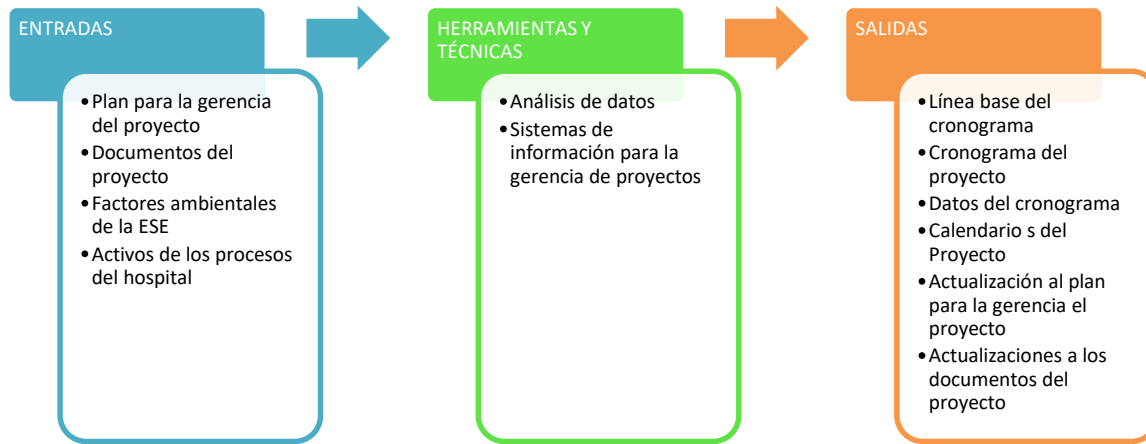 ENTRADAS
•Plan para la gerencia
del proyecto
•Documentos del
proyecto
•Factores ambientales
de la ESE
•Activos de los procesos
del hospital
HERRAMIENTAS Y
TÉCNICAS
•Análisis de datos
•Sistemas de
información para la
gerencia de proyectos
SALIDAS
•Línea base del
cronograma
•Cronograma del
proyecto
•Datos del cronograma
•Calendario s del
Proyecto
•Actualización al plan
para la gerencia el
proyecto
•Actualizaciones a los
documentos del
proyecto